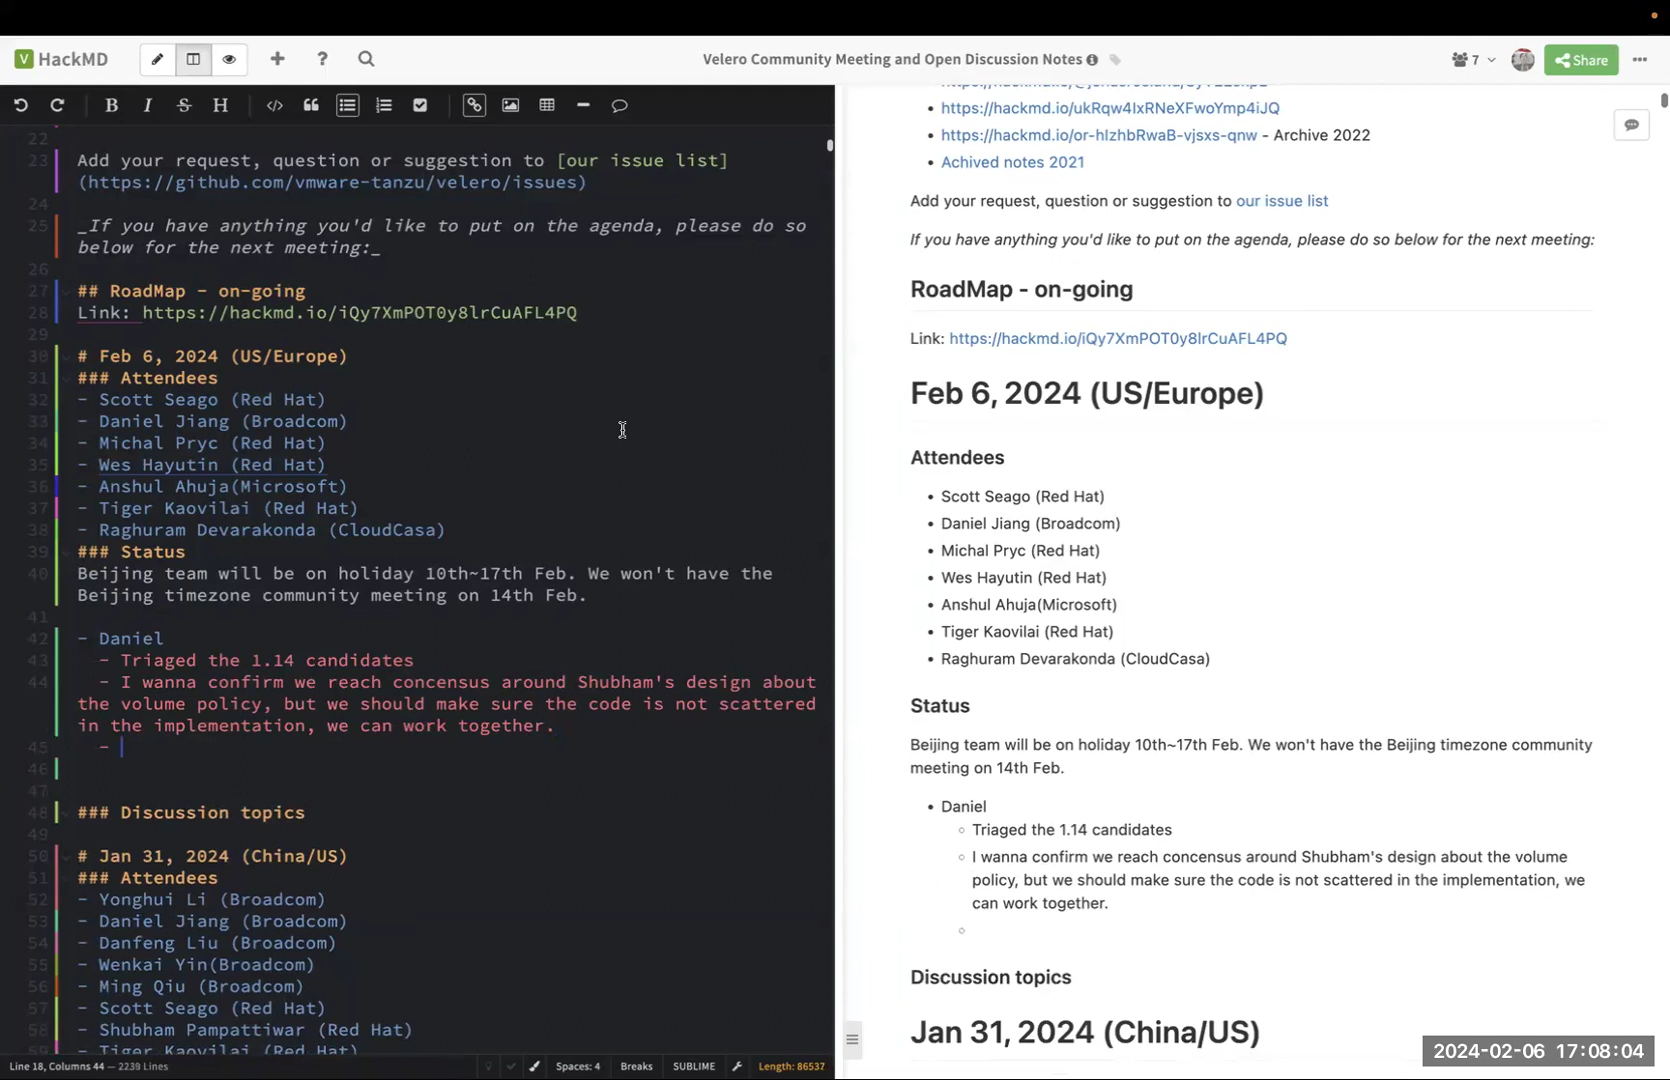 HackMD
Velero Community Meeting and Open Discussion Notes
7
Share
22
23 Add your request, question or suggestion to [our issue list]
(https://github.com/vmware-tanzu/velero/issues)
24
25 _If you have anything you'd like to put on the agenda, please do so
below for the next meeting:_
26
27 ## RoadMap - on-going
28 Link: https://hackmd.io/iQy7XmPOT0y8lrCuAFL4PQ
29
30 # Feb 6, 2024 (US/Europe)
31 ### Attendees
32 - Scott Seago (Red Hat)
33 - Daniel Jiang (Broadcom)
34 - Michal Pryc (Red Hat)
35 - Wes Hayutin (Red Hat)
36 - Anshul Ahuja(Microsoft)
37 - Tiger Kaovilai (Red Hat)
38 - Raghuram Devarakonda (CloudCasa)
39 ### Status
40 Beijing team will be on holiday 10th~17th Feb. We won't have the
Beijing timezone community meeting on 14th Feb.
41
42 - Daniel
43 - Triaged the 1.14 candidates
44 - I wanna confirm we reach concensus around Shubham's design about
the volume policy, but we should make sure the code is not scattered
in the implementation, we can work together.
45 -
46
47
48 ### Discussion topics
49
50 # Jan 31, 2024 (China/US)
51 ### Attendees
52 - Yonghui Li (Broadcom)
53 - Daniel Jiang (Broadcom)
54 - Danfeng Liu (Broadcom)
55 - Wenkai Yin(Broadcom)
56 - Ming Qiu (Broadcom)
57 - Scott Seago (Red Hat)
58 - Shubham Pampattiwar (Red Hat)
59 - Tiger Kaovilai (Red Hat)
Line 18, Columns 44 — 2239 Lines
Spaces: 4
Breaks
SUBLIME
Length: 86537
https://hackmd.io/ukRqw4IxRNeXFwoYmp4iJQ
https://hackmd.io/or-hIzhbRwaB-vjsxs-qnw - Archive 2022
Achived notes 2021
Add your request, question or suggestion to our issue list
If you have anything you'd like to put on the agenda, please do so below for the next meeting:
RoadMap - on-going
Link: https://hackmd.io/iQy7XmPOT0y8lrCuAFL4PQ
Feb 6, 2024 (US/Europe)
Attendees
• Scott Seago (Red Hat)
• Daniel Jiang (Broadcom)
• Michal Pryc (Red Hat)
• Wes Hayutin (Red Hat)
• Anshul Ahuja(Microsoft)
• Tiger Kaovilai (Red Hat)
• Raghuram Devarakonda (CloudCasa)
Status
Beijing team will be on holiday 10th~17th Feb. We won't have the Beijing timezone community
meeting on 14th Feb.
• Daniel
◦ Triaged the 1.14 candidates
◦ I wanna confirm we reach concensus around Shubham's design about the volume
policy, but we should make sure the code is not scattered in the implementation, we
can work together.
Discussion topics
Jan 31, 2024 (China/US)
2024-02-06 17:08:04